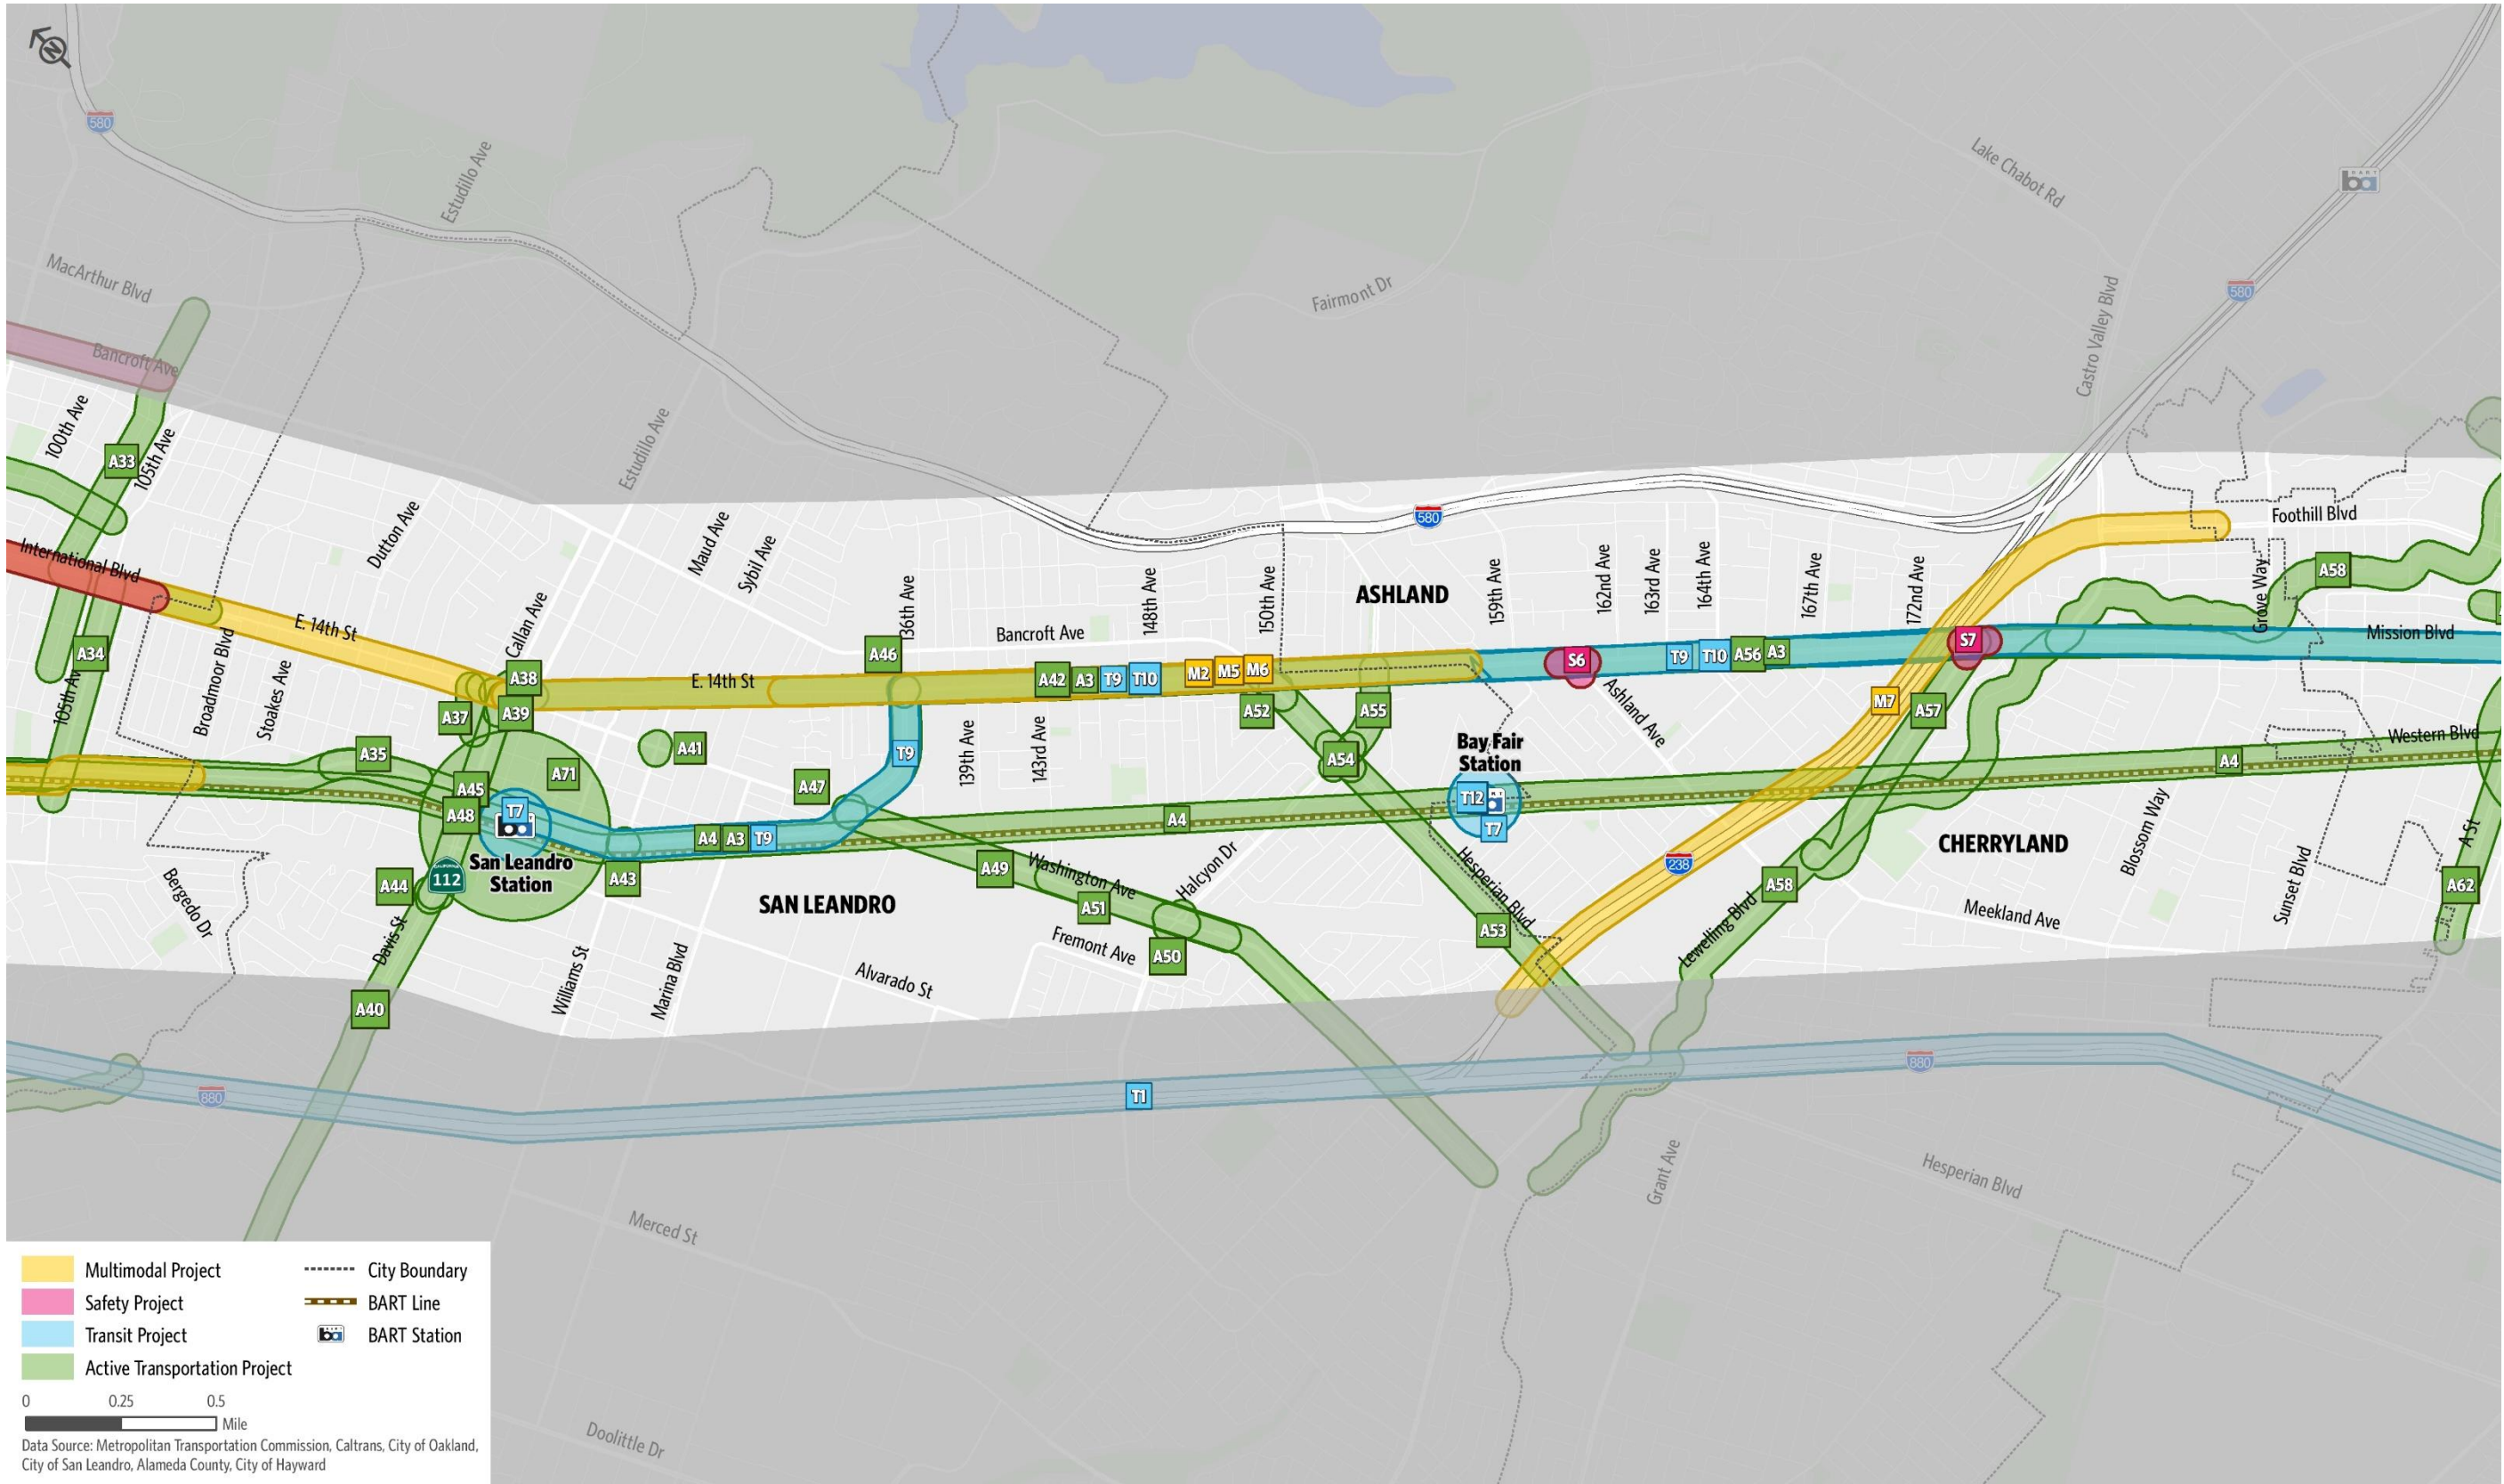 N
580
Estudillo Ave
Lake Chabot Rd
MacArthur Blvd
Fairmont Dr
580
Castro Valley Blvd
Bancroft Ave
100th Ave
105th Ave
A33
Estudillo Ave
Dutton Ave
Maud Ave
Sybil Ave
580
Foothill Blvd
International Blvd
A58
136th Ave
148th Ave
150th Ave
ASHLAND
159th Ave
162nd Ave
163rd Ave
164th Ave
167th Ave
172nd Ave
Grove Way
E. 14th St
Callan Ave
Bancroft Ave
Mission Blvd
A34
105th Av
Broadmoor Blvd
Stoakes Ave
A46
S6
T9
T10
A56
A3
S7
A38
E. 14th St
A42
A3
T9
T10
M2
M5
M6
Ashland Ave
A37
A39
A52
A55
M7
A57
A35
A41
T9
139th Ave
143rd Ave
Bay Fair
Station
Western Blvd
A54
A4
A71
A45
A47
T12
T7
A48
T7
A4
A3
T9
A4
Blossom Way
A St
CHERRYLAND
San Leandro
Station
112
A44
A43
A49
Washington Ave
Halcyon Dr
Hesperian Blvd
238
A58
A62
Bergedo Dr
SAN LEANDRO
A51
Meekland Ave
Sunset Blvd
Davis St
Fremont Ave
A50
A53
Lewelling Blvd
Williams St
Marina Blvd
Alvarado St
A40
880
880
T1
Grant Ave
Hesperian Blvd
Merced St
Multimodal Project
Safety Project
Transit Project
Active Transportation Project
City Boundary
BART Line
BART Station
0 0.25 0.5
Mile
Data Source: Metropolitan Transportation Commission, Caltrans, City of Oakland,
City of San Leandro, Alameda County, City of Hayward
Doolittle Dr